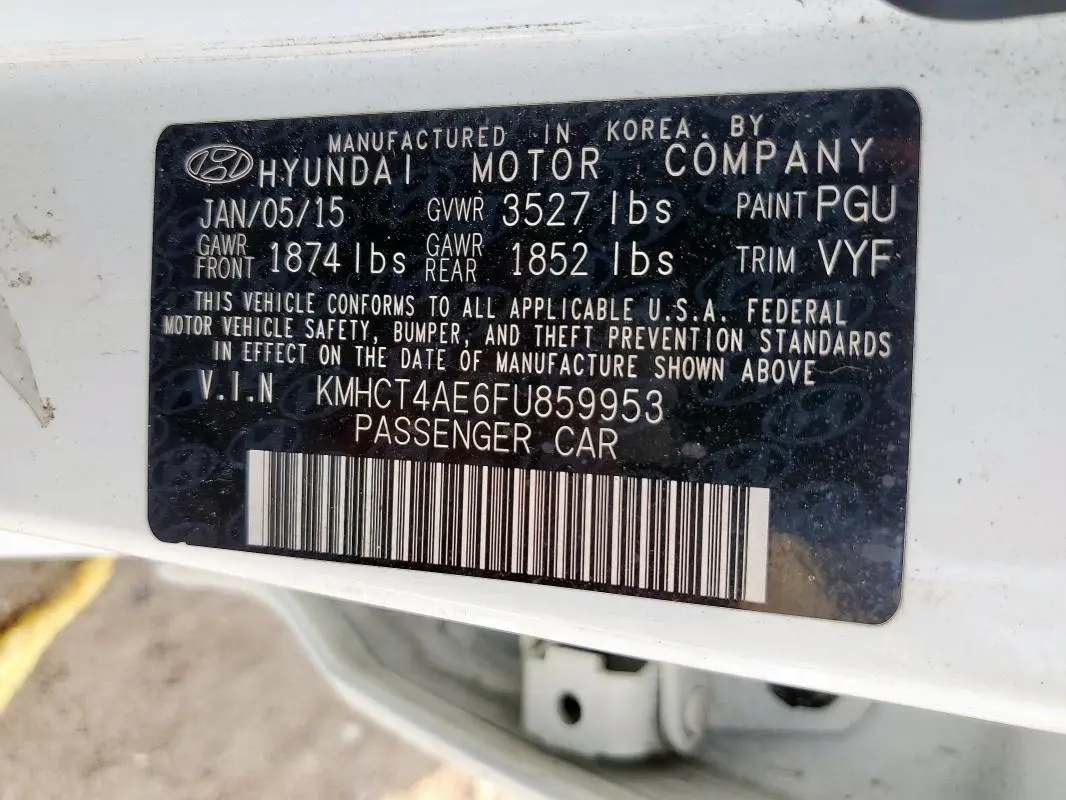 MANUFACTURED IN KOREA. BY
HYUNDAI MOTOR COMPANY
JAN/05/15 GVWR 3527 lbs PAINT PGU
GAWR FRONT 1874 lbs GAWR REAR 1852 lbs TRIM VYF
THIS VEHICLE CONFORMS TO ALL APPLICABLE U.S.A. FEDERAL
MOTOR VEHICLE SAFETY, BUMPER, AND THEFT PREVENTION STANDARDS
IN EFFECT ON THE DATE OF MANUFACTURE SHOWN ABOVE
V.I.N KMHCT4AE6FU859953
PASSENGER CAR